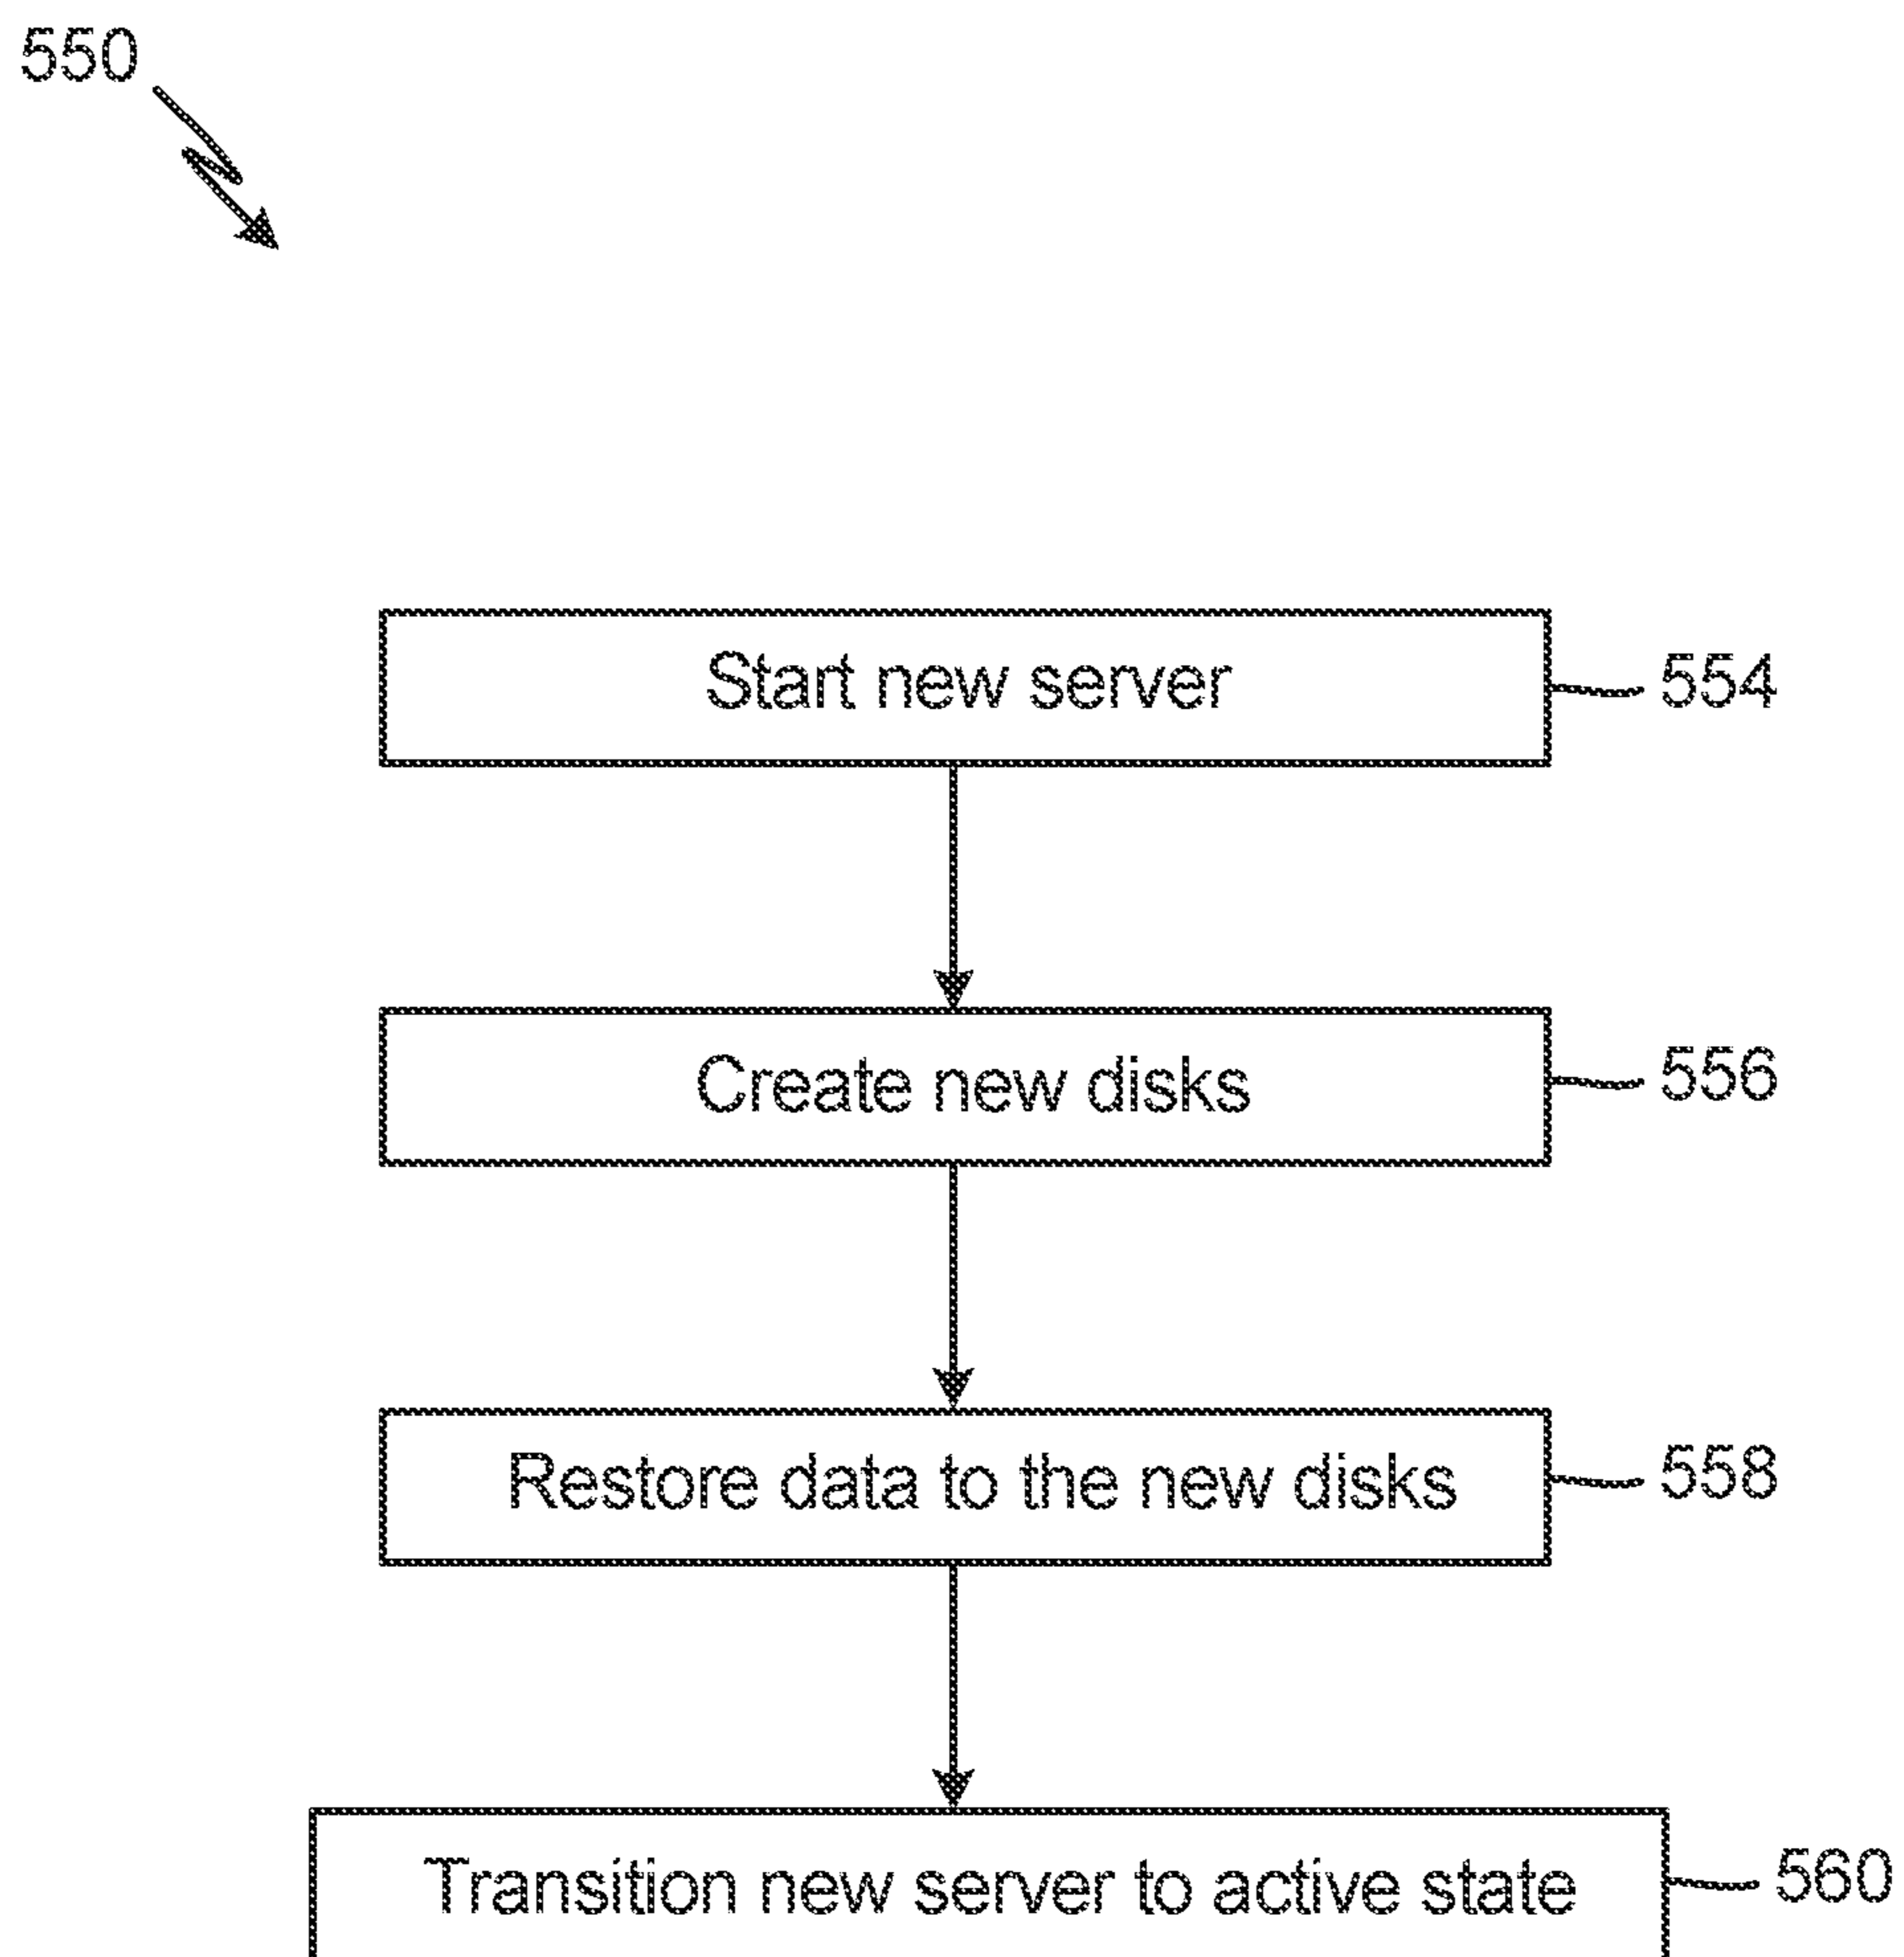 550
Start new server
554
Create new disks
556
Restore data to the new disks
558
Transition new server to active state
560